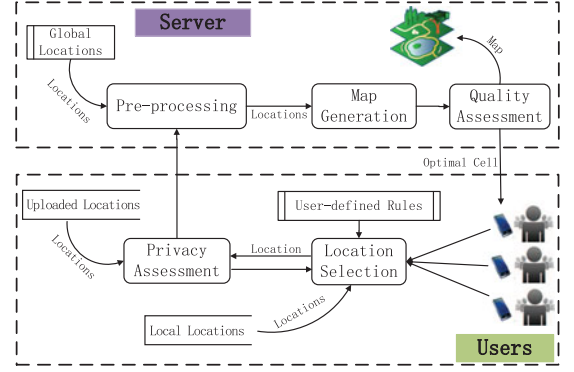 Server
Global
Locations
Locations
Pre-processing
Locations
Map
Generation
Quality
Assessment
Map
Optimal Cell
Uploaded Locations
Locations
Privacy
Assessment
Location
User-defined Rules
Location
Selection
Local Locations
Locations
Users